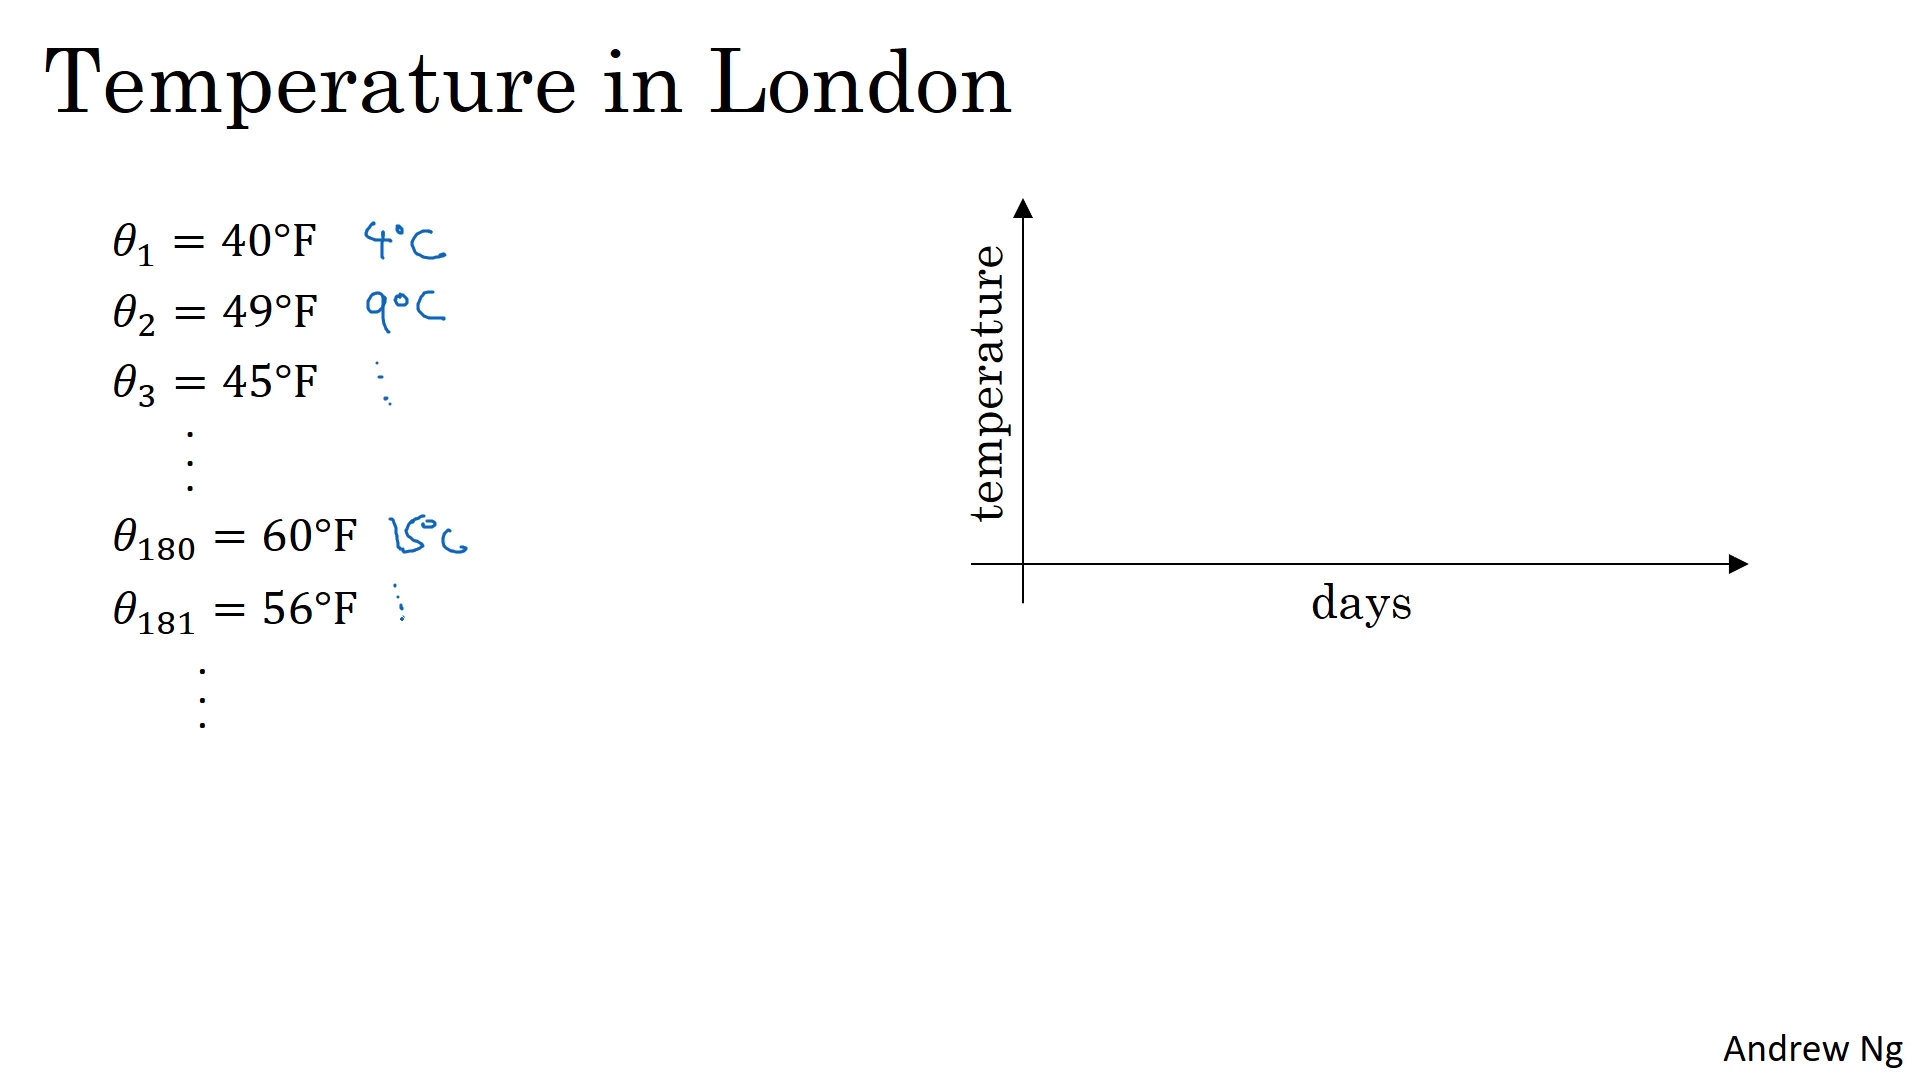 Temperature in London
θ₁ = 40°F 4°C
θ₂ = 49°F 9°C
θ₃ = 45°F ⋮
⋮
θ₁₈₀ = 60°F 15°C
θ₁₈₁ = 56°F ⋮
⋮
temperature
days
Andrew Ng